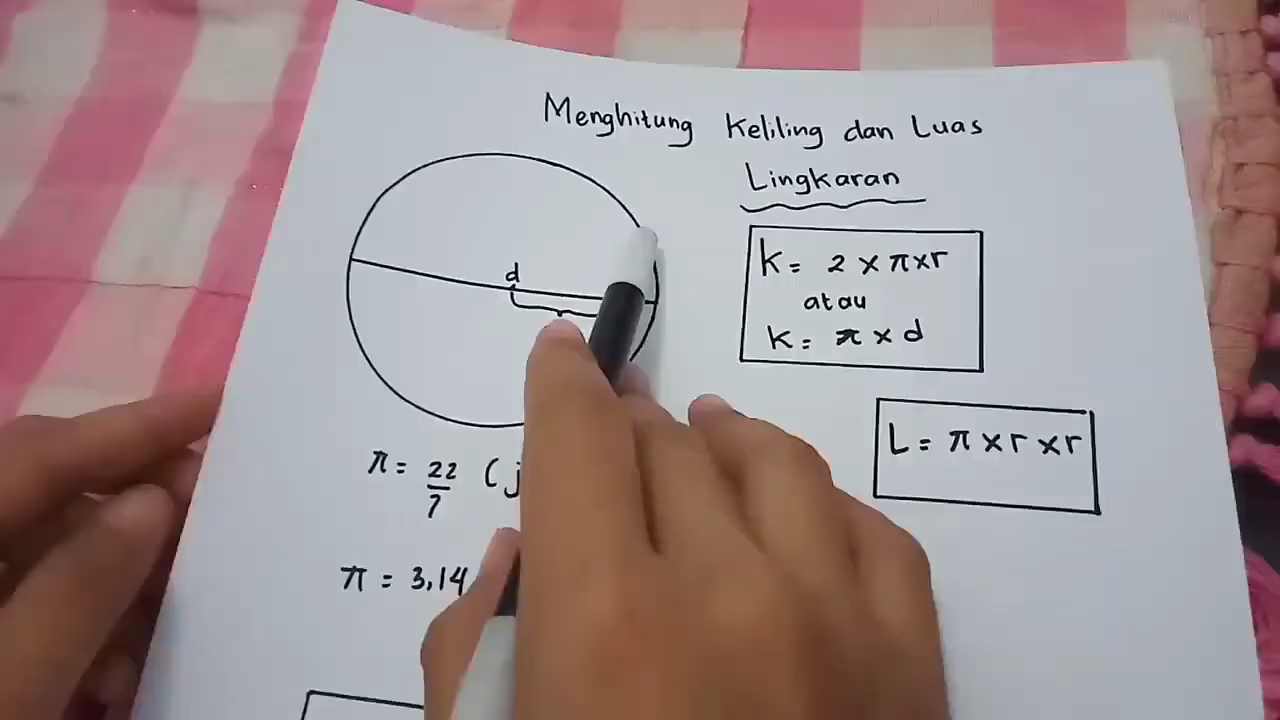 Menghitung Keliling dan Luas
Lingkaran
d
K = 2 x π x r
atau
K = π x d
L = π x r x r
π = 22/7 (j
π = 3,14